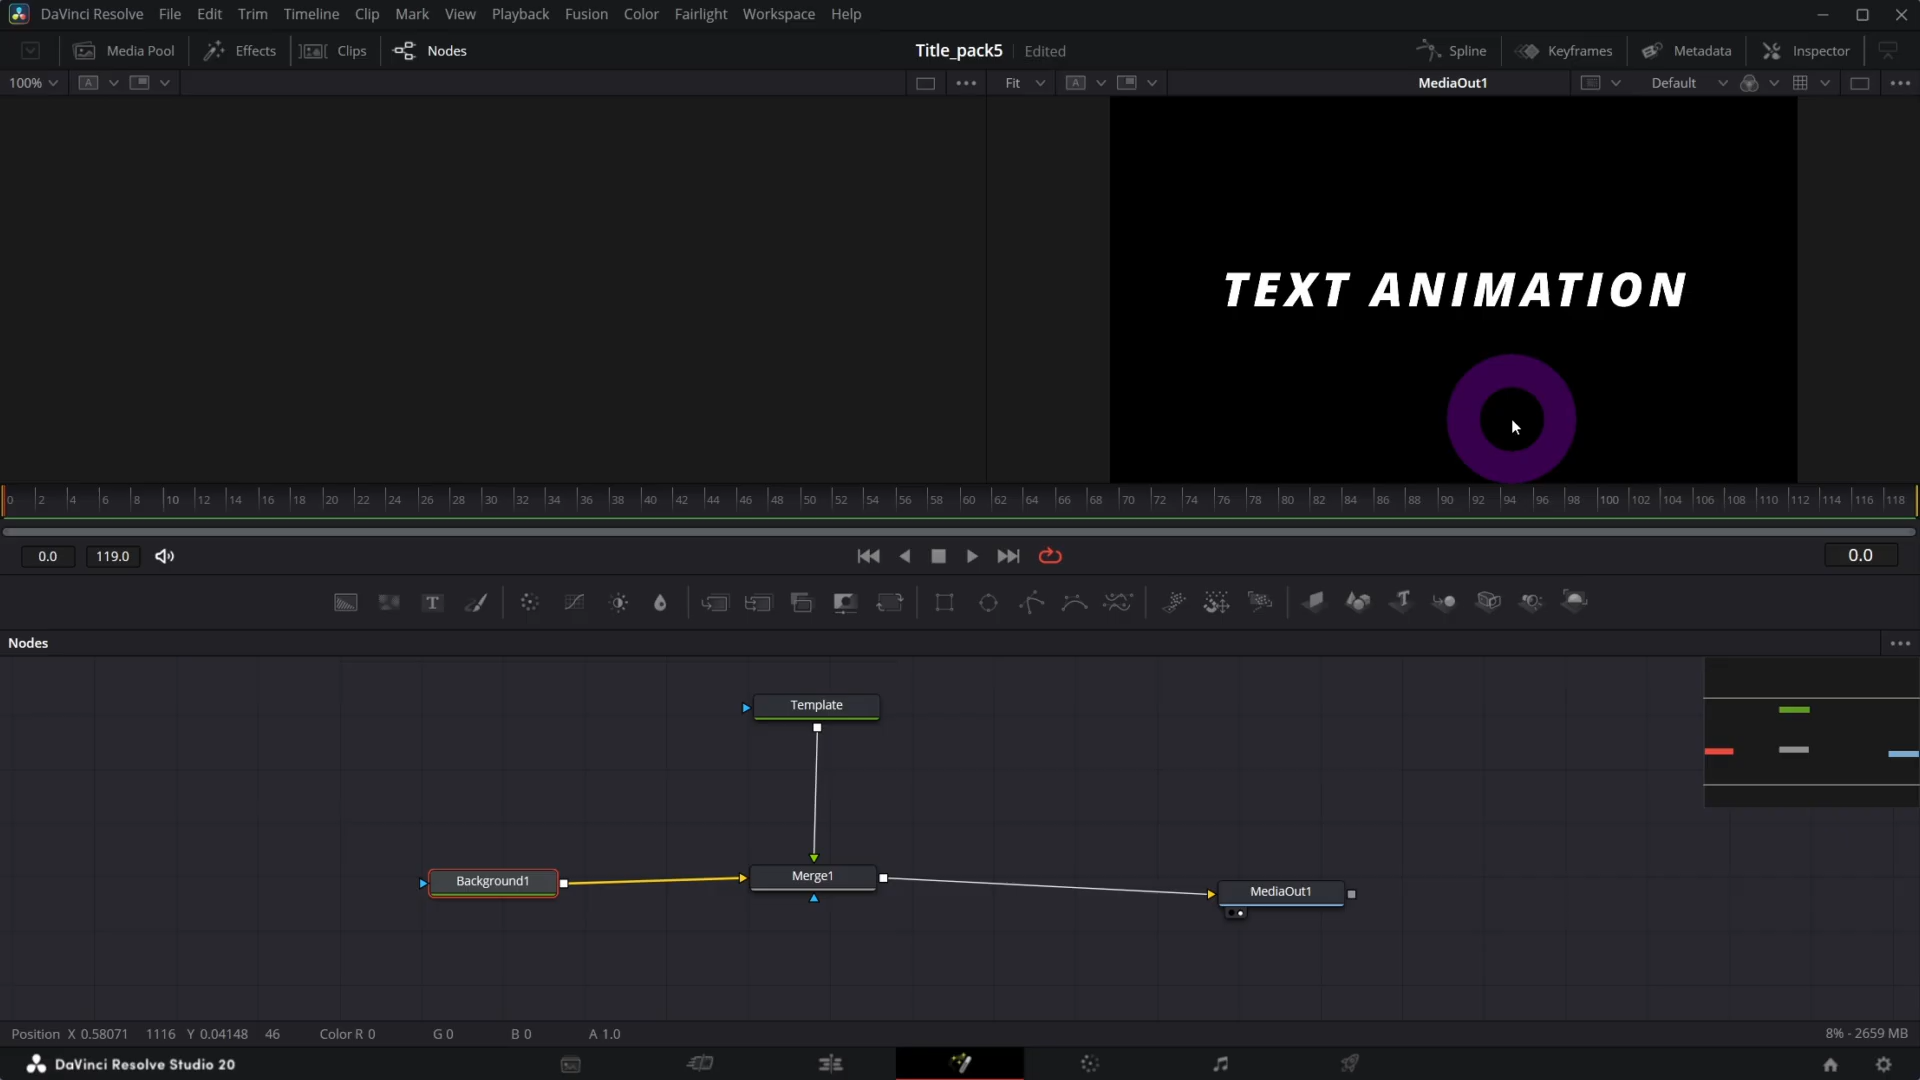 DaVinci Resolve File Edit Trim Timeline Clip Mark View Playback Fusion Color Fairlight Workspace Help
Media Pool Effects Clips Nodes Title_pack5 Edited Spline Keyframes Metadata Inspector
100% A Fit A MediaOut1 Default
TEXT ANIMATION
0 2 4 6 8 10 12 14 16 18 20 22 24 26 28 30 32 34 36 38 40 42 44 46 48 50 52 54 56 58 60 62 64 66 68 70 72 74 76 78 80 82 84 86 88 90 92 94 96 98 100 102 104 106 108 110 112 114 116 118
0.0 119.0 0.0
T T
Nodes
Template
Background1 Merge1 MediaOut1
Position X 0.58071 1116 Y 0.04148 46 Color R 0 G 0 B 0 A 1.0 8% - 2659 MB
DaVinci Resolve Studio 20